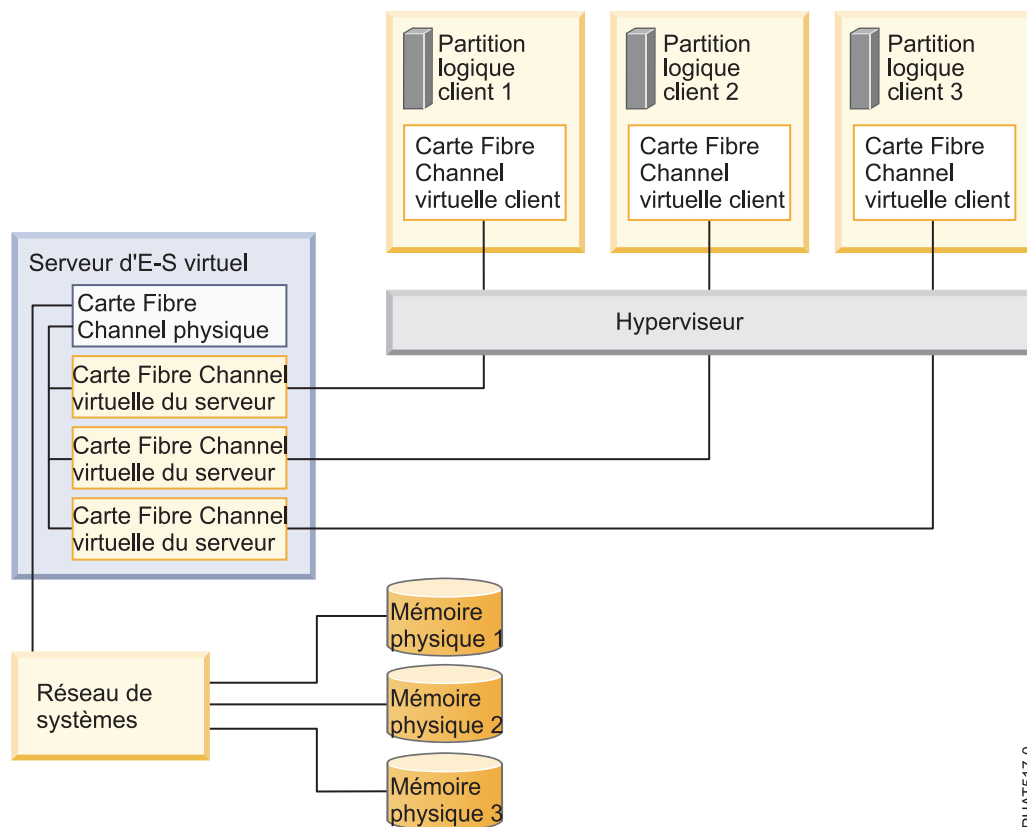 Partition
logique
client 1
Partition
logique
client 2
Partition
logique
client 3
Carte Fibre
Channel
virtuelle client
Carte Fibre
Channel
virtuelle client
Carte Fibre
Channel
virtuelle client
Serveur d'E-S virtuel
Carte Fibre
Channel physique
Hyperviseur
Carte Fibre Channel
virtuelle du serveur
Carte Fibre Channel
virtuelle du serveur
Carte Fibre Channel
virtuelle du serveur
Mémoire
physique 1
Réseau de
systèmes
Mémoire
physique 2
Mémoire
physique 3